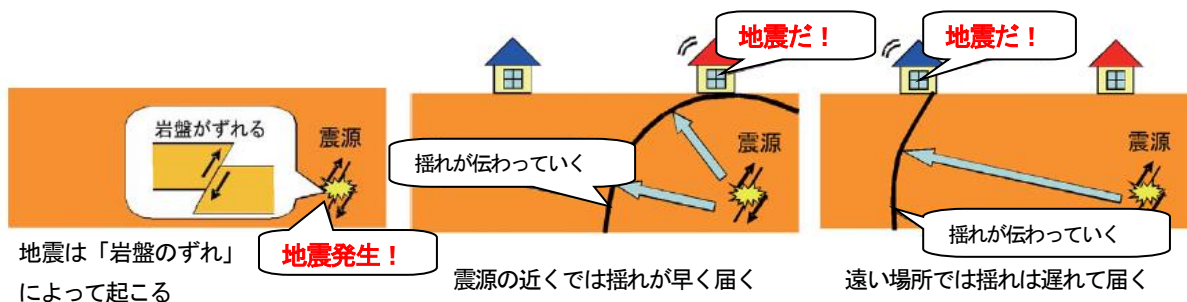 岩盤がずれる
震源
地震発生！
地震は「岩盤のずれ」
によって起こる
地震だ！
震源
揺れが伝わっていく
震源の近くでは揺れが早く届く
地震だ！
震源
揺れが伝わっていく
遠い場所では揺れは遅れて届く